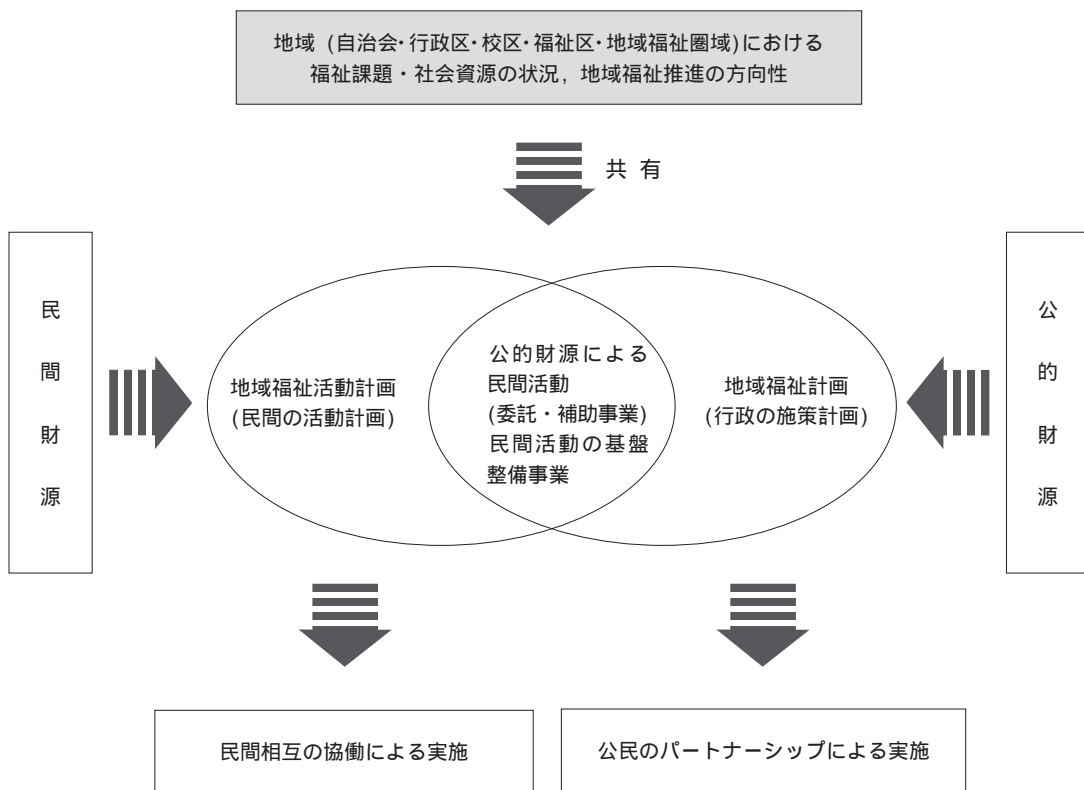 地域 (自治会・行政区・校区・福祉区・地域福祉圏域)における
福祉課題・社会資源の状況, 地域福祉推進の方向性
共有
民間財源
地域福祉活動計画
(民間の活動計画)
公的財源による
民間活動
(委託・補助事業)
民間活動の基盤
整備事業
地域福祉計画
(行政の施策計画)
公的財源
民間相互の協働による実施
公民のパートナーシップによる実施